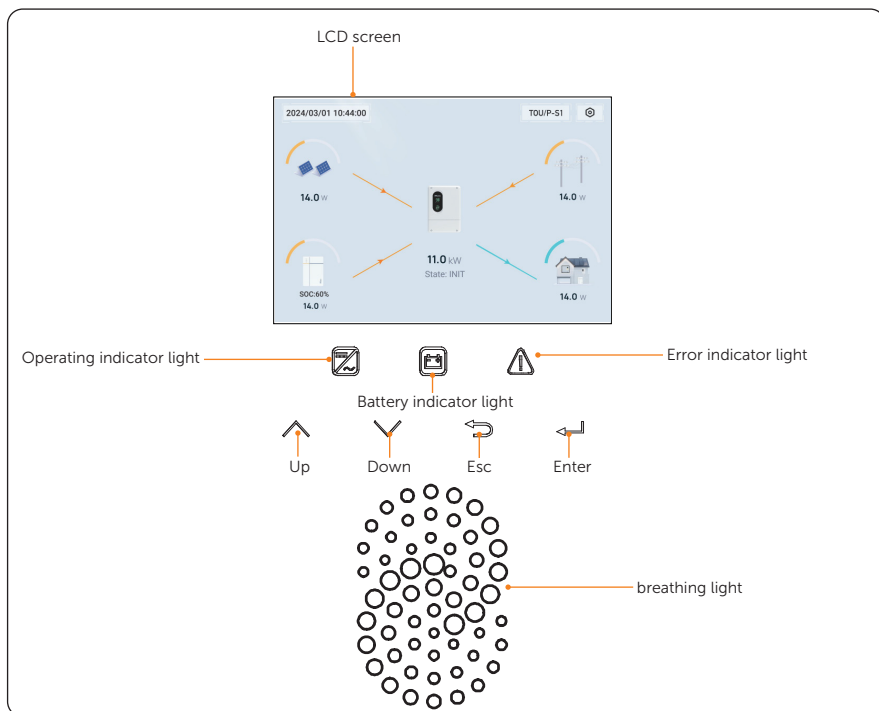 LCD screen
2024/03/01 10:44:00
TOU/P-S1
14.0 W
14.0 W
11.0 kW
State: INIT
SOC:60%
14.0 W
14.0 W
Operating indicator light
Error indicator light
Battery indicator light
Up
Down
Esc
Enter
breathing light